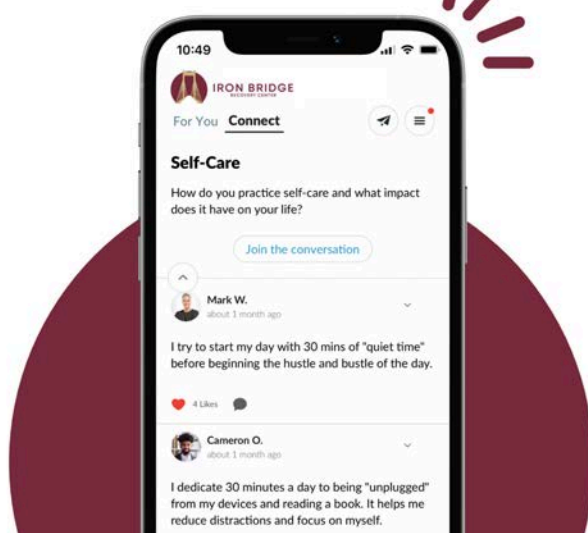 10:49
IRON BRIDGE
RECOVERY CENTER
For You Connect
Self-Care
How do you practice self-care and what impact
does it have on your life?
Join the conversation
Mark W.
about 1 month ago
I try to start my day with 30 mins of "quiet time"
before beginning the hustle and bustle of the day.
4 Likes
Cameron O.
about 1 month ago
I dedicate 30 minutes a day to being "unplugged"
from my devices and reading a book. It helps me
reduce distractions and focus on myself.